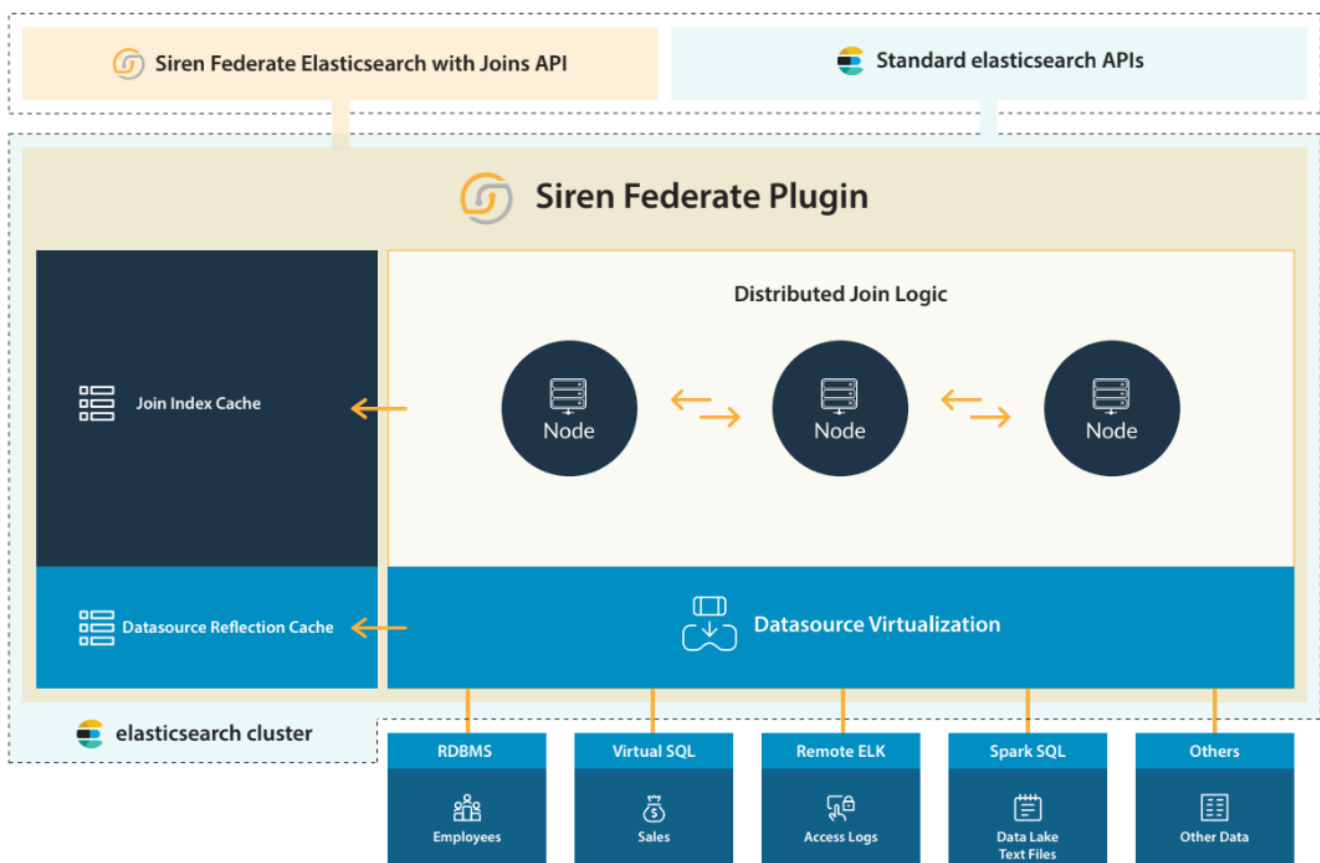 Siren Federate Elasticsearch with Joins API
Standard elasticsearch APIs
Siren Federate Plugin
Distributed Join Logic
Join Index Cache
Node
Node
Node
Datasource Reflection Cache
Datasource Virtualization
elasticsearch cluster
RDBMS
Virtual SQL
Remote ELK
Spark SQL
Others
Employees
Sales
Access Logs
Data Lake
Text Files
Other Data